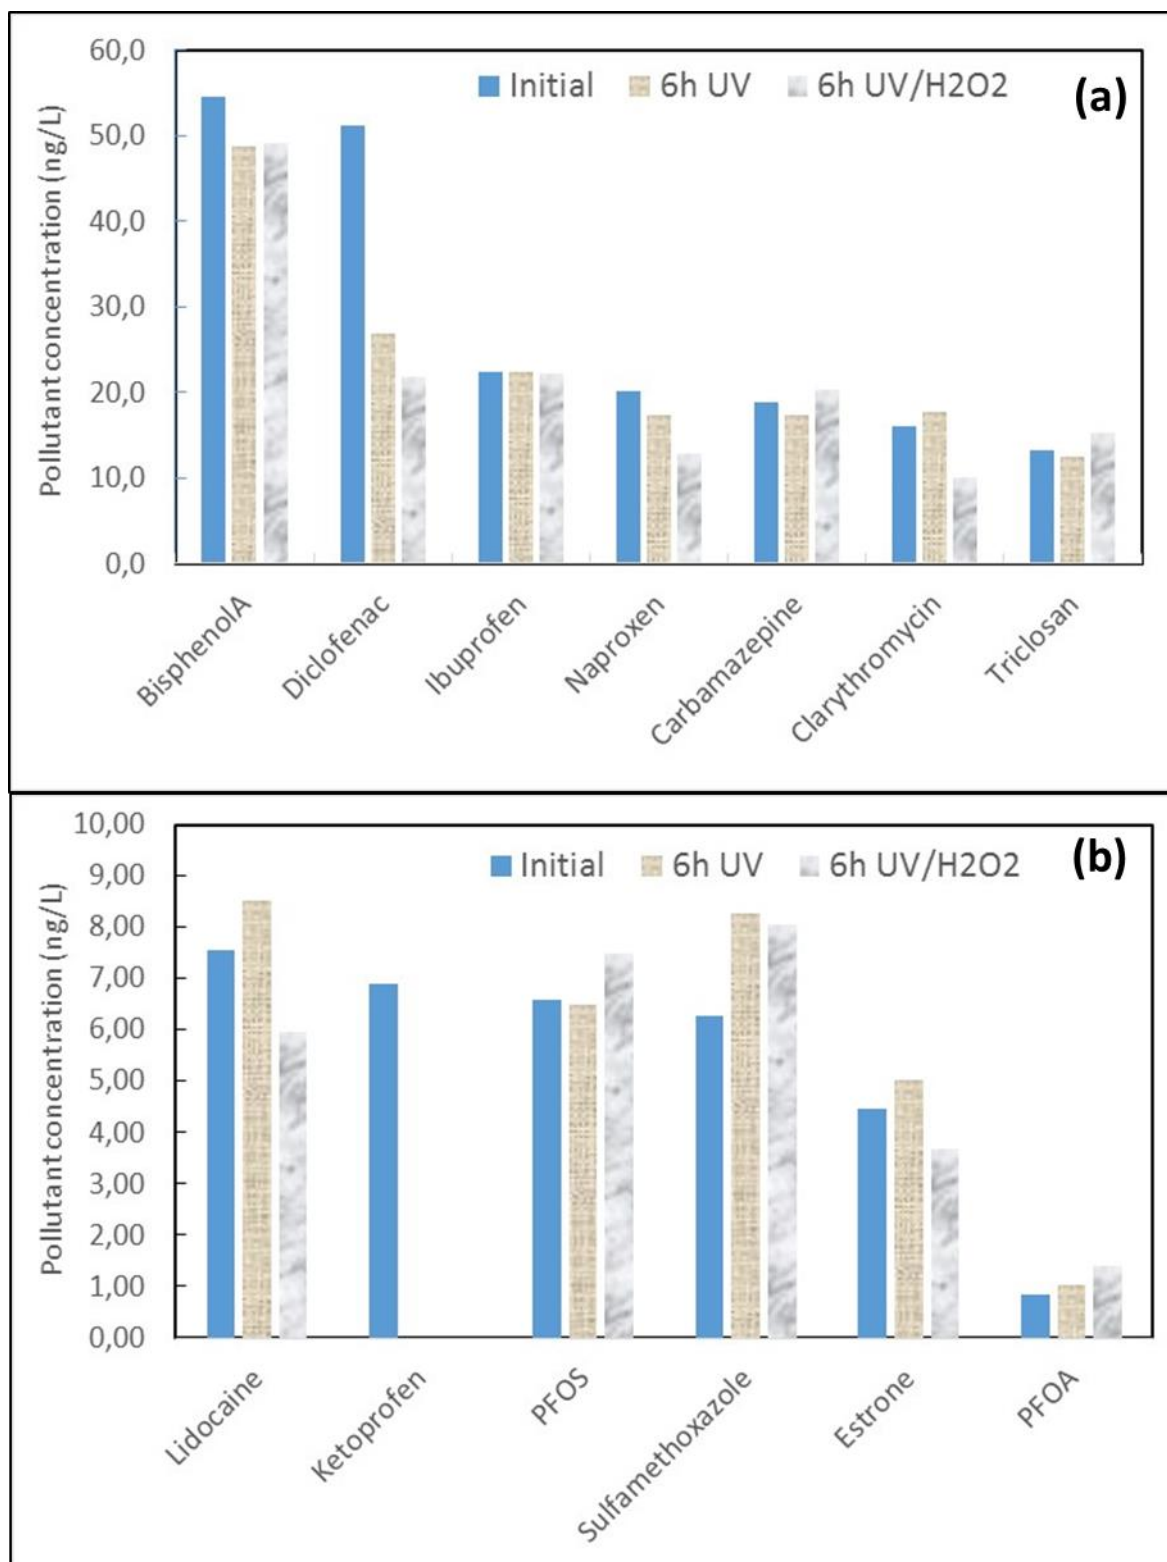 60,0
50,0
40,0
30,0
20,0
10,0
0,0
Pollutant concentration (ng/L)
Initial 6h UV 6h UV/H2O2
(a)
BisphenolA
Diclofenac
Ibuprofen
Naproxen
Carbamazepine
Clarythromycin
Triclosan
10,00
9,00
8,00
7,00
6,00
5,00
4,00
3,00
2,00
1,00
0,00
Pollutant concentration (ng/L)
Initial 6h UV 6h UV/H2O2
(b)
Lidocaine
Ketoprofen
PFOS
Sulfamethoxazole
Estrone
PFOA